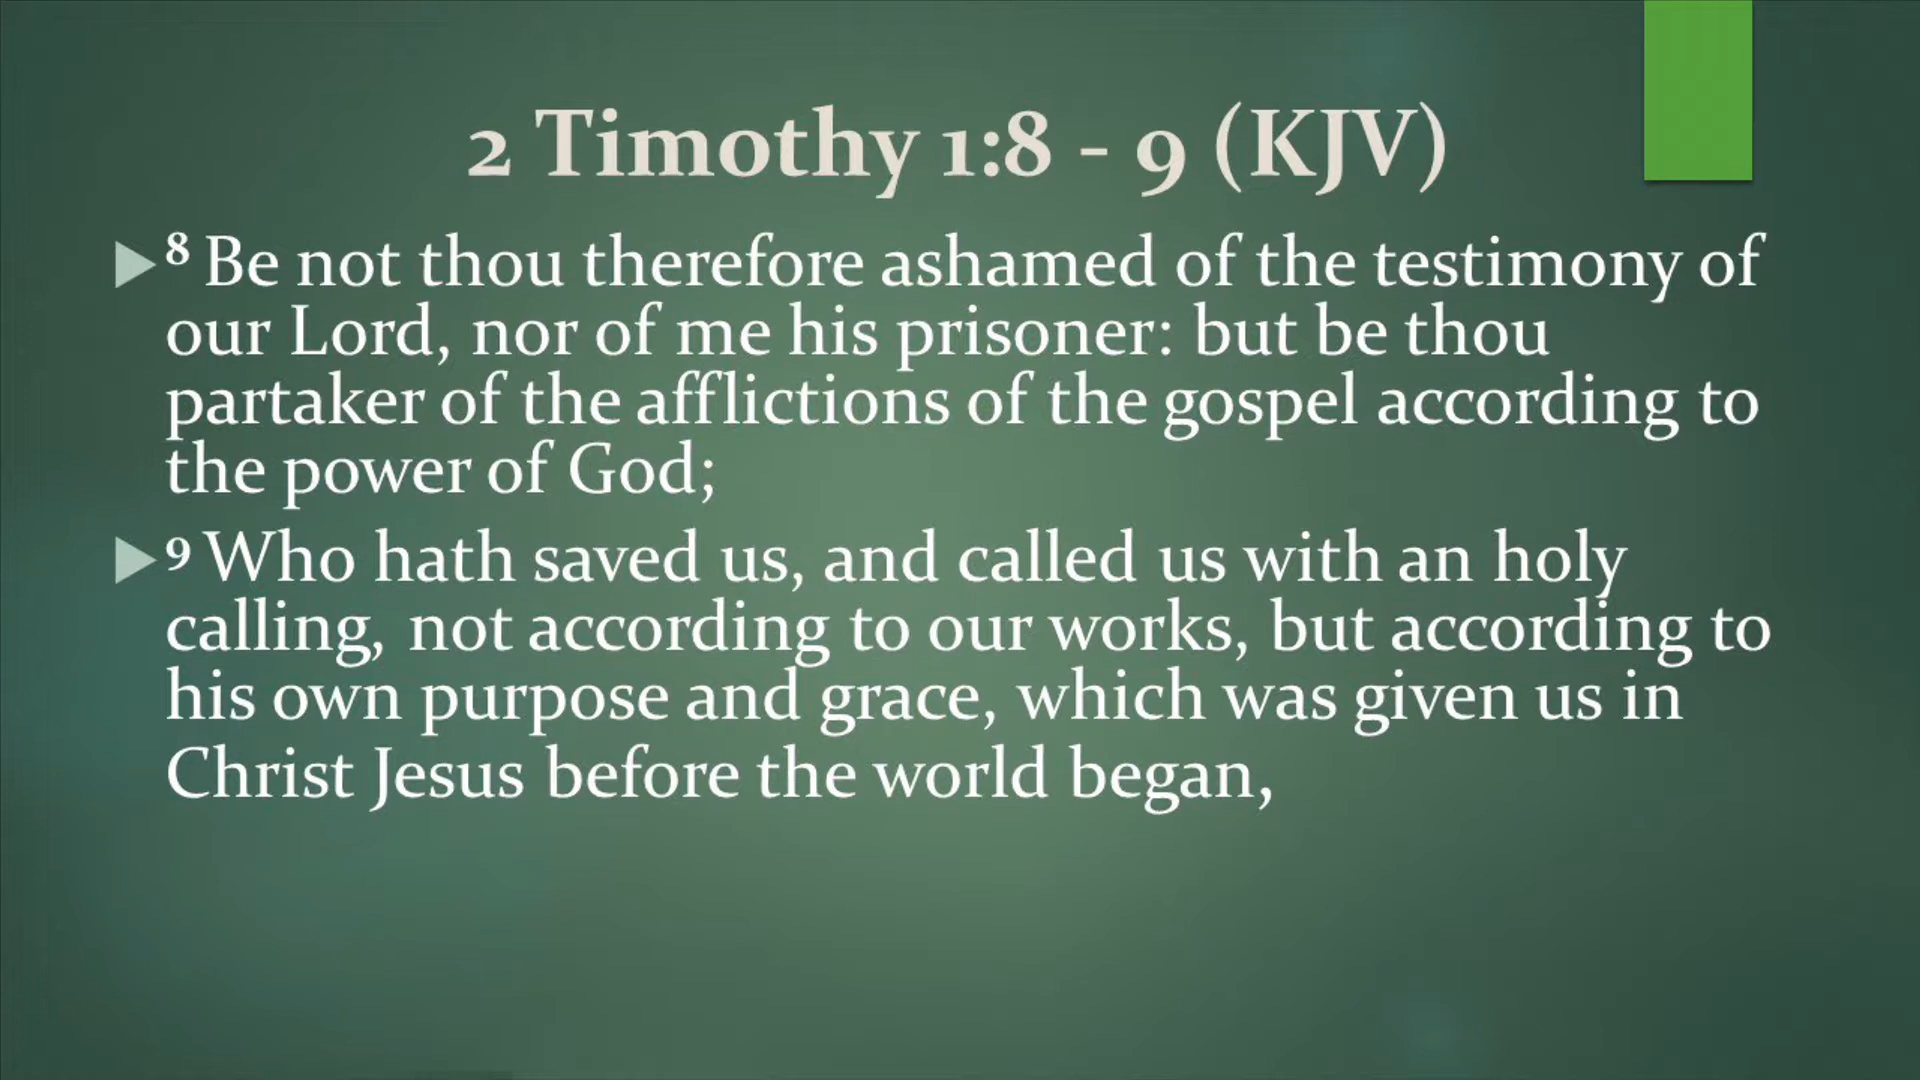 2 Timothy 1:8 - 9 (KJV)
8 Be not thou therefore ashamed of the testimony of
our Lord, nor of me his prisoner: but be thou
partaker of the afflictions of the gospel according to
the power of God;
9 Who hath saved us, and called us with an holy
calling, not according to our works, but according to
his own purpose and grace, which was given us in
Christ Jesus before the world began,